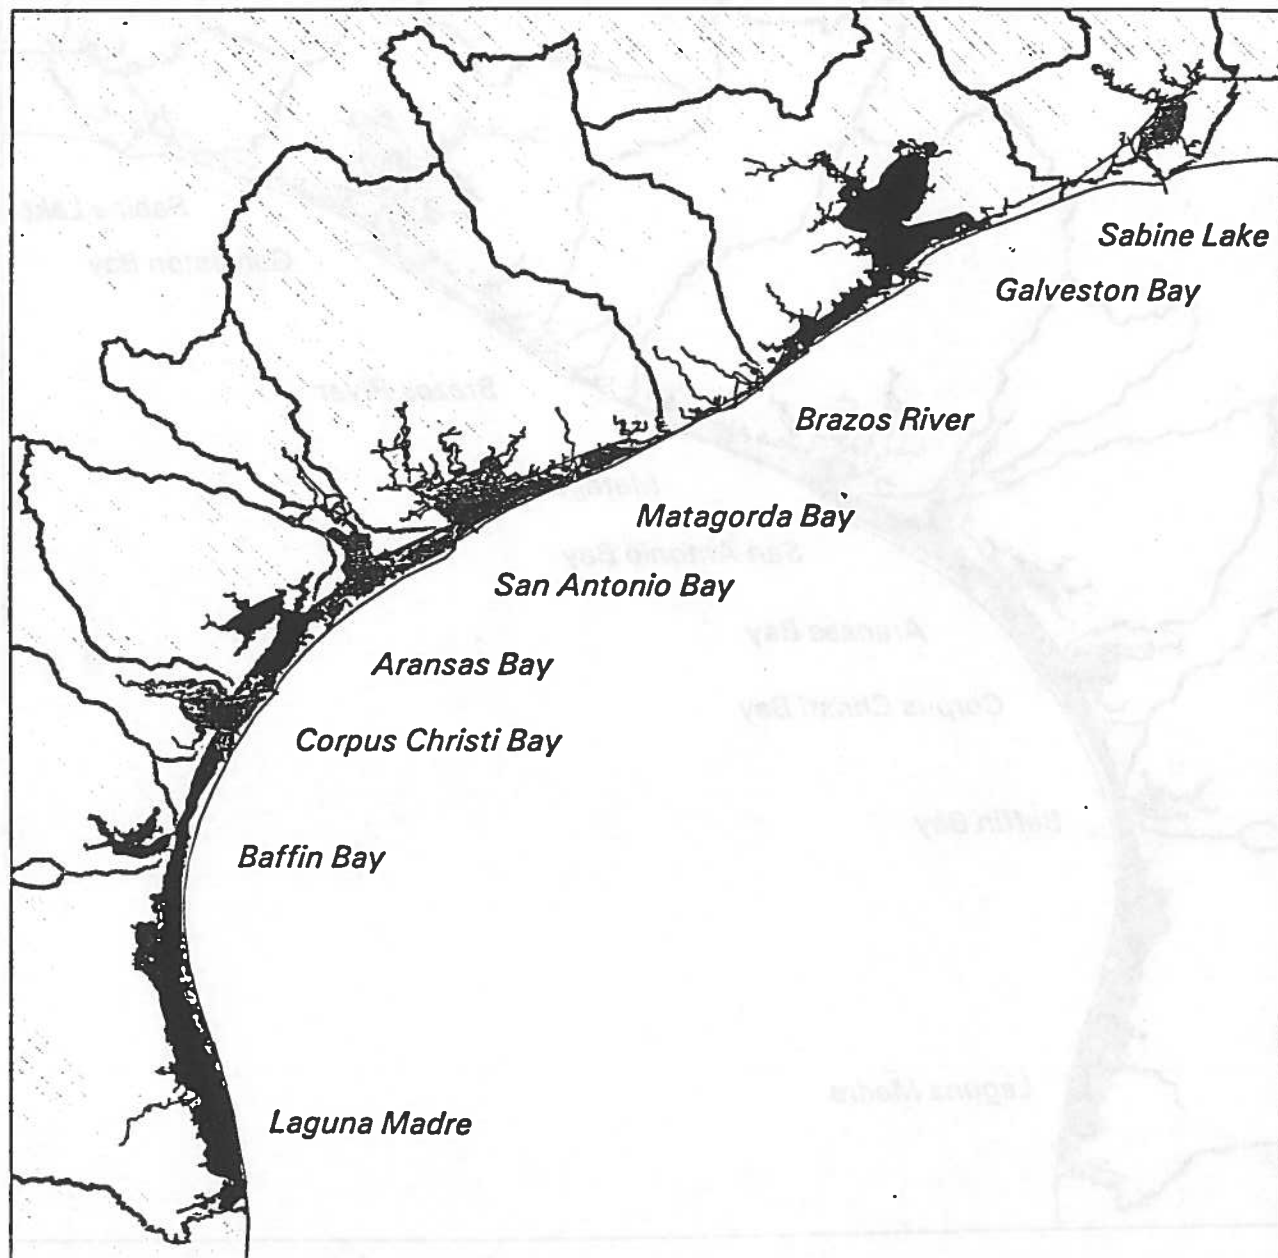 Sabine Lake
Galveston Bay
Brazos River
Matagorda Bay
San Antonio Bay
Aransas Bay
Corpus Christi Bay
Baffin Bay
Laguna Madre